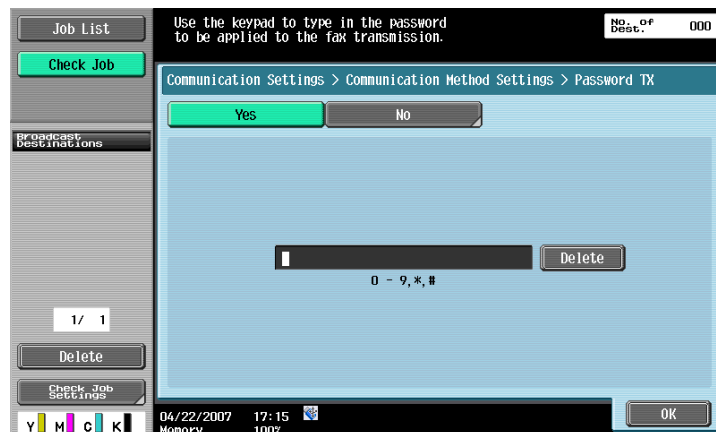 Job List
Use the keypad to type in the password
to be applied to the fax transmission.
No. of
Dest.
000
Check Job
Communication Settings > Communication Method Settings > Password TX
Yes
No
Broadcast
Destinations
Delete
0 - 9,*,#
1/ 1
Delete
Check Job
Settings
OK
04/22/2007 17:15
Memory 100%
Y M C K